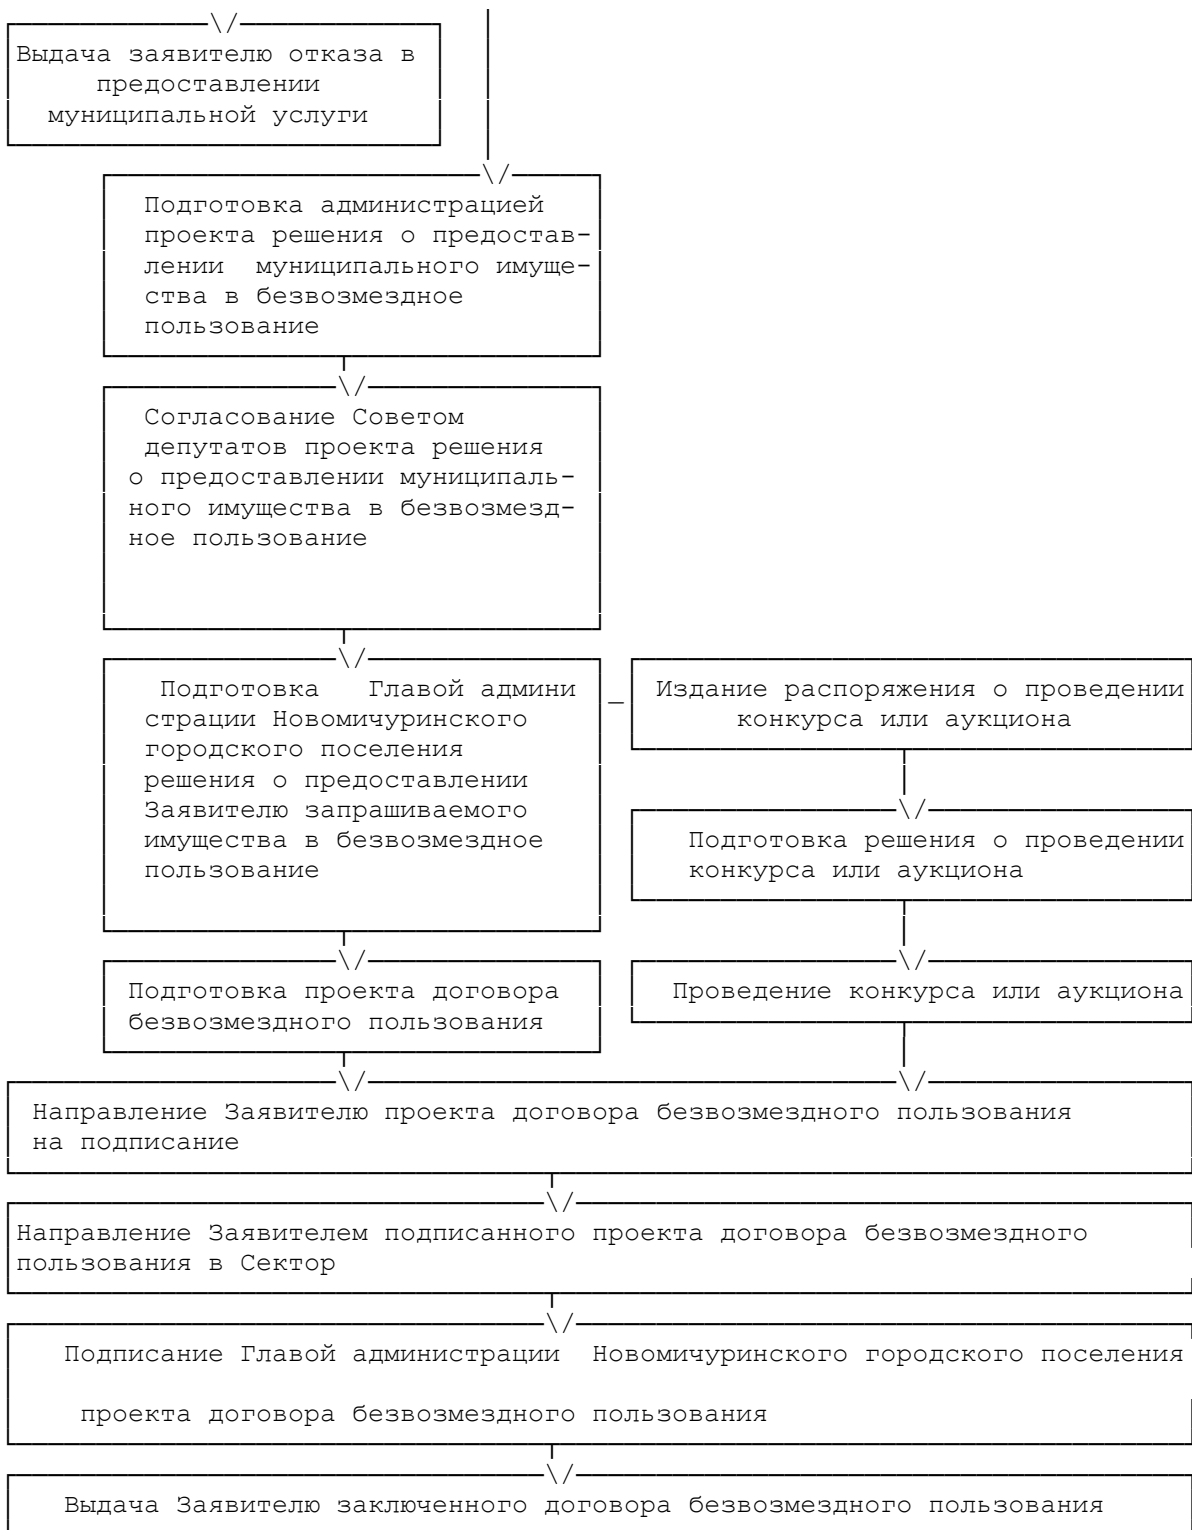 Выдача заявителю отказа в
предоставлении
муниципальной услуги
Подготовка администрацией
проекта решения о предостав-
лении муниципального имуще-
ства в безвозмездное
пользование
Согласование Советом
депутатов проекта решения
о предоставлении муниципаль-
ного имущества в безвозмезд-
ное пользование
Подготовка Главой админи
страции Новомичуринского
городского поселения
решения о предоставлении
Заявителю запрашиваемого
имущества в безвозмездное
пользование
Издание распоряжения о проведении
конкурса или аукциона
Подготовка решения о проведении
конкурса или аукциона
Подготовка проекта договора
безвозмездного пользования
Проведение конкурса или аукциона
Направление Заявителю проекта договора безвозмездного пользования
на подписание
Направление Заявителем подписанного проекта договора безвозмездного
пользования в Сектор
Подписание Главой администрации Новомичуринского городского поселения
проекта договора безвозмездного пользования
Выдача Заявителю заключенного договора безвозмездного пользования